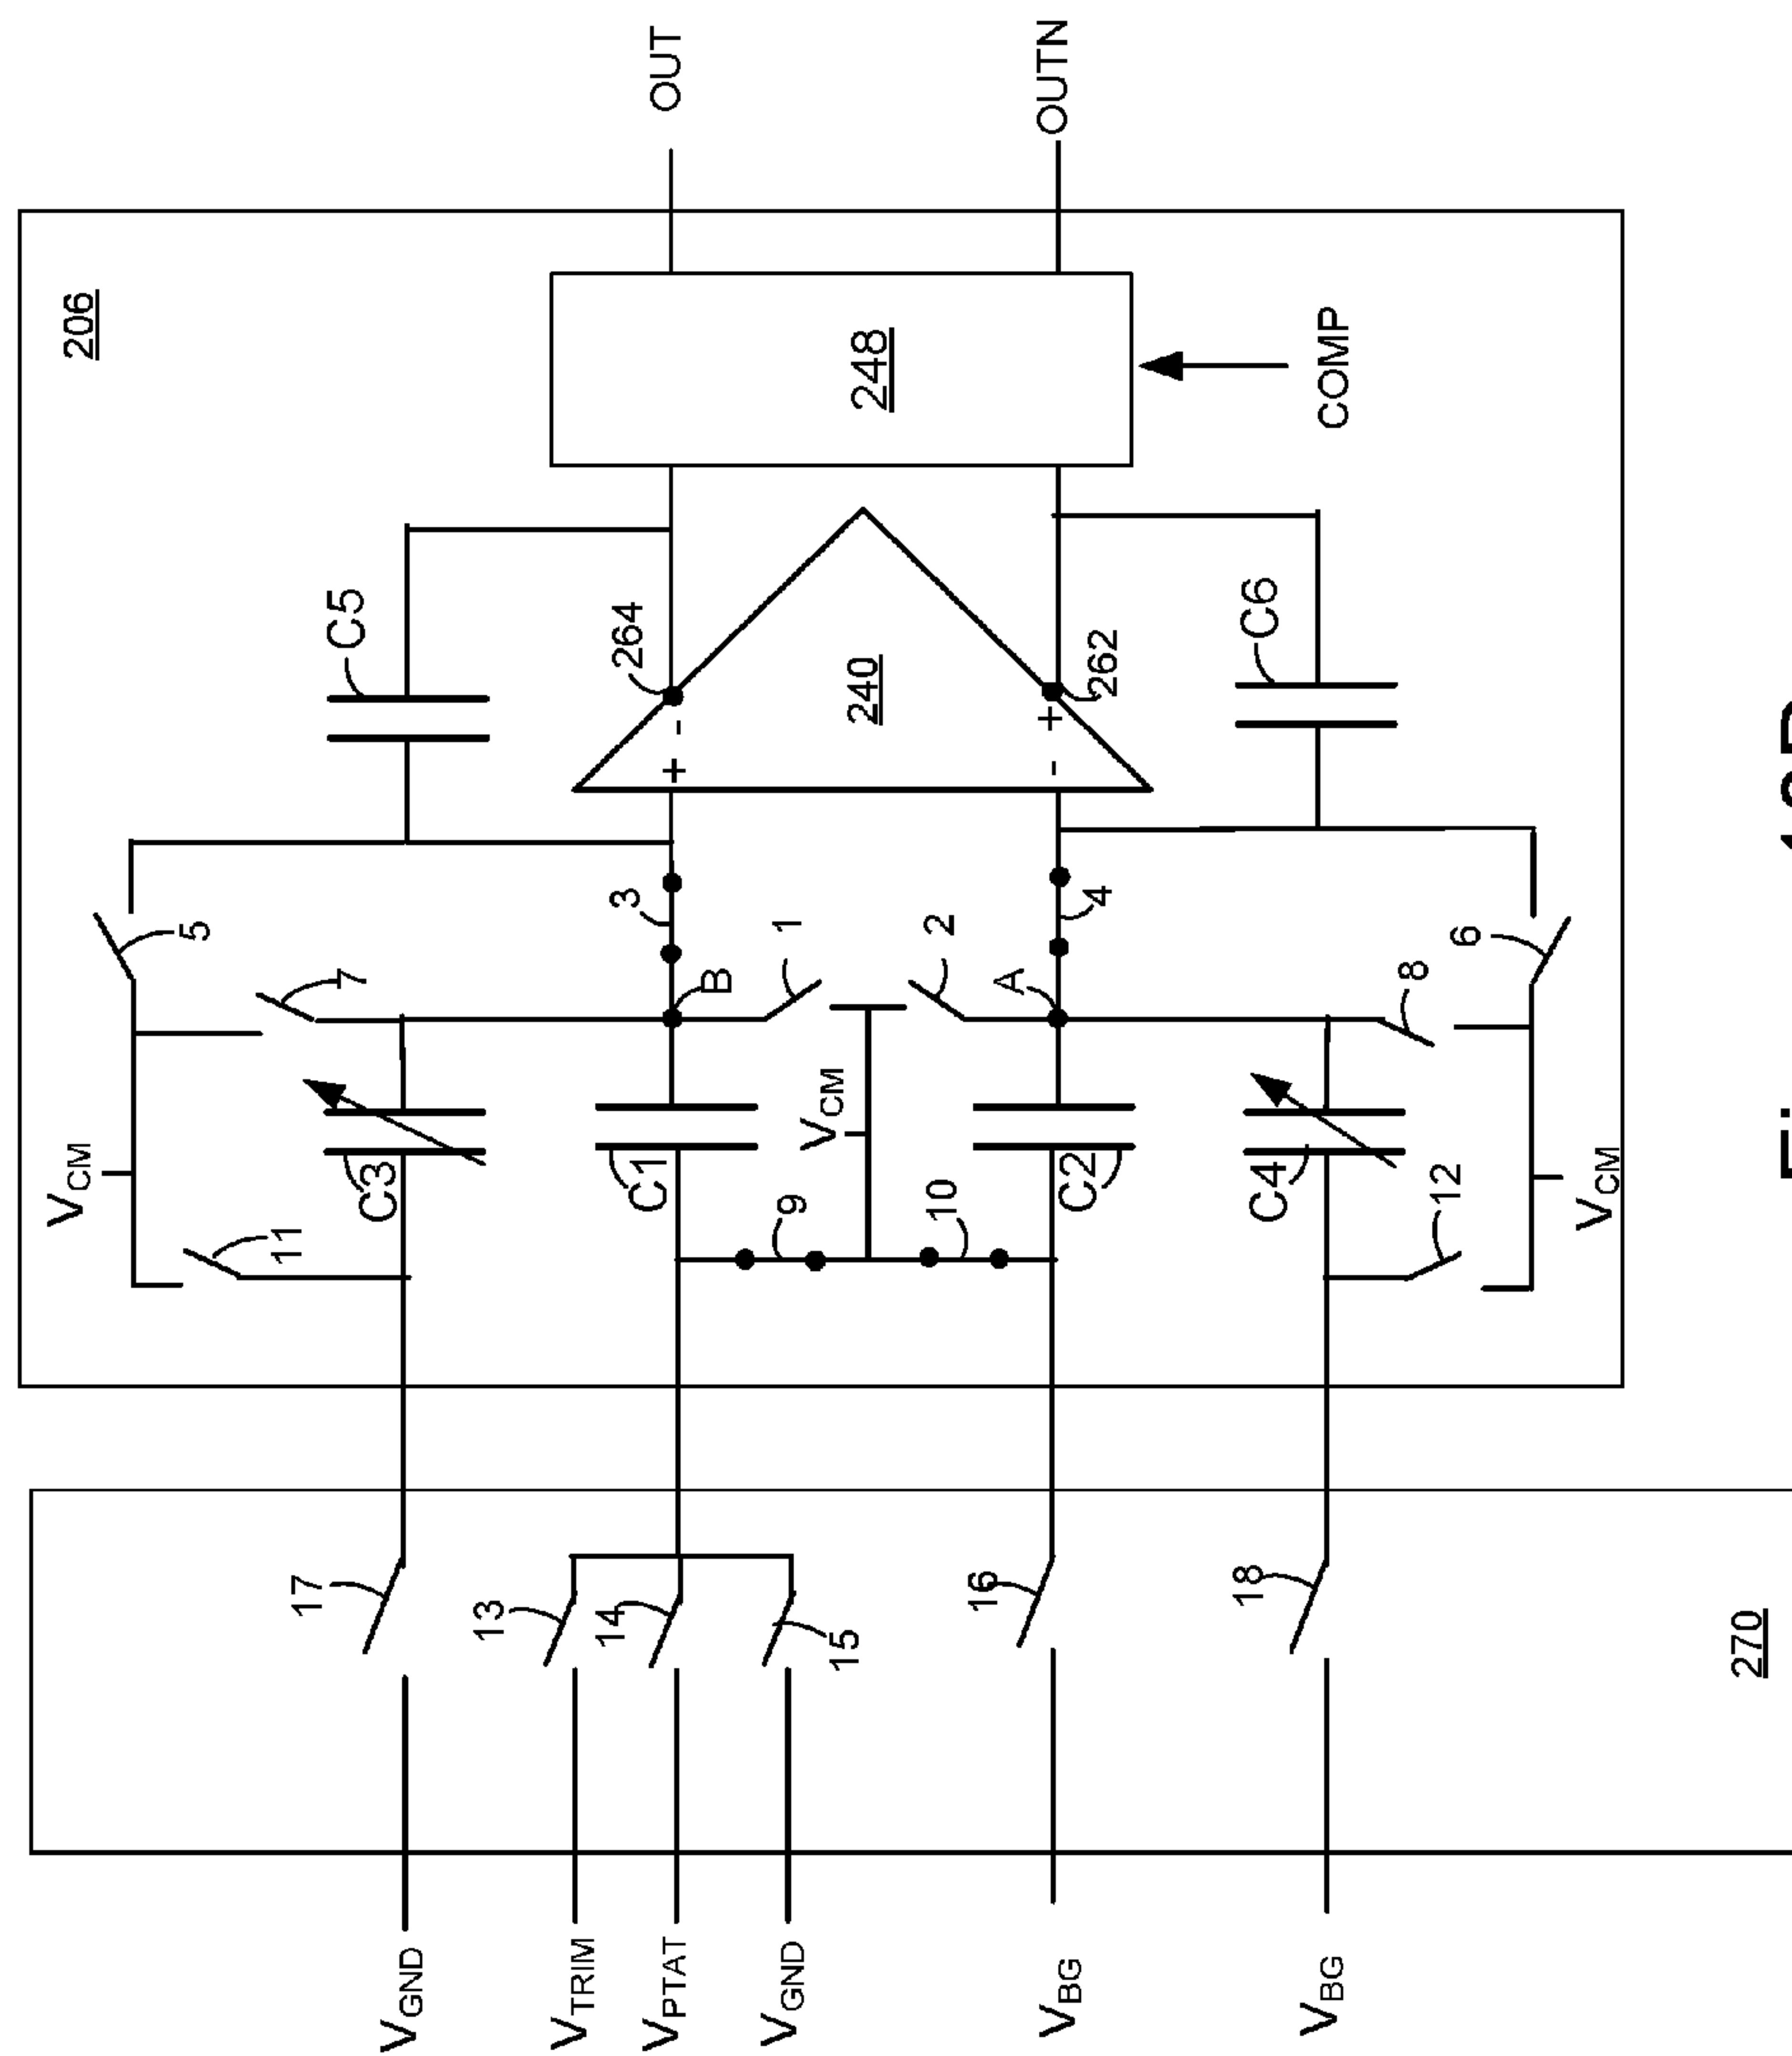 206
OUT
OUTN
248
COMP
C5
C6
264
262
240
+
-
-
+
5
3
7
B
1
2
A
4
6
8
VCM
C3
C1
VCM
C2
C4
VCM
11
9
10
12
17
13
14
15
16
18
270
VGND
VTRIM
VPTAT
VGND
VBG
VBG